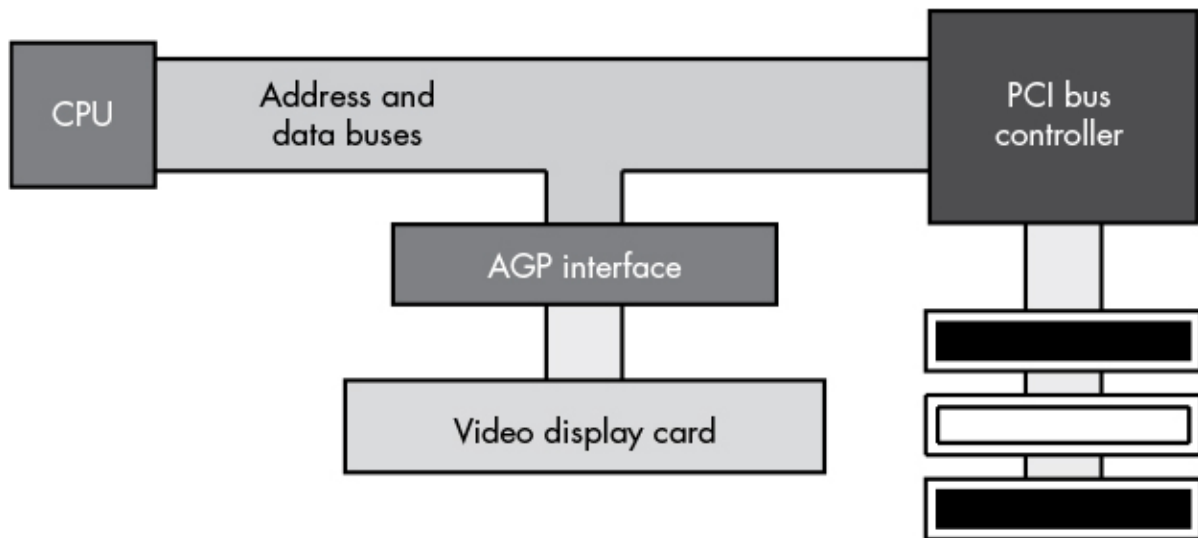 CPU
Address and
data buses
PCI bus
controller
AGP interface
Video display card